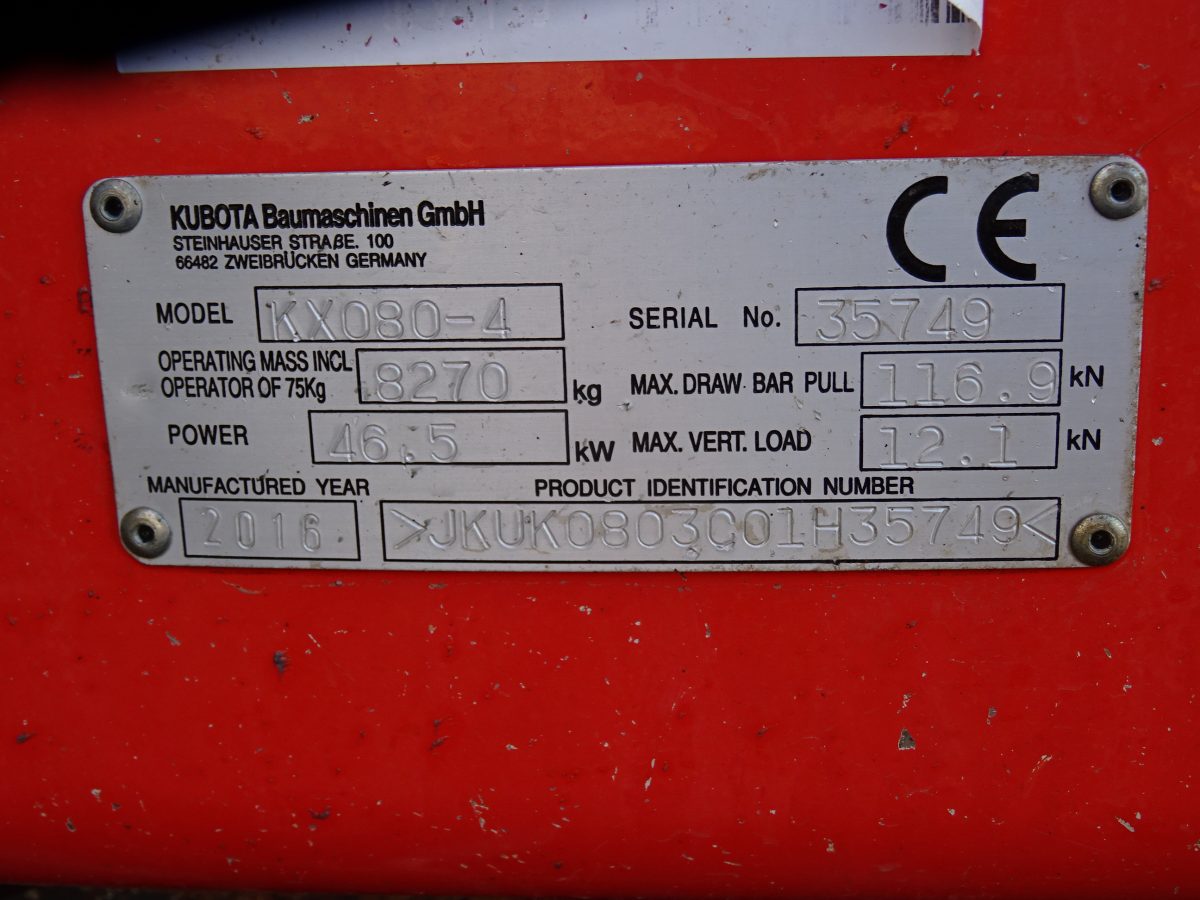 KUBOTA Baumaschinen GmbH
STEINHAUSER STRAßE. 100
66482 ZWEIBRÜCKEN GERMANY
CE
MODEL KX080-4 SERIAL No. 35749
OPERATING MASS INCL
OPERATOR OF 75Kg 8270 kg MAX. DRAW BAR PULL 116.9 kN
POWER 46.5 kW MAX. VERT. LOAD 12.1 kN
MANUFACTURED YEAR PRODUCT IDENTIFICATION NUMBER
2016 >JKUK0803C01H35749<